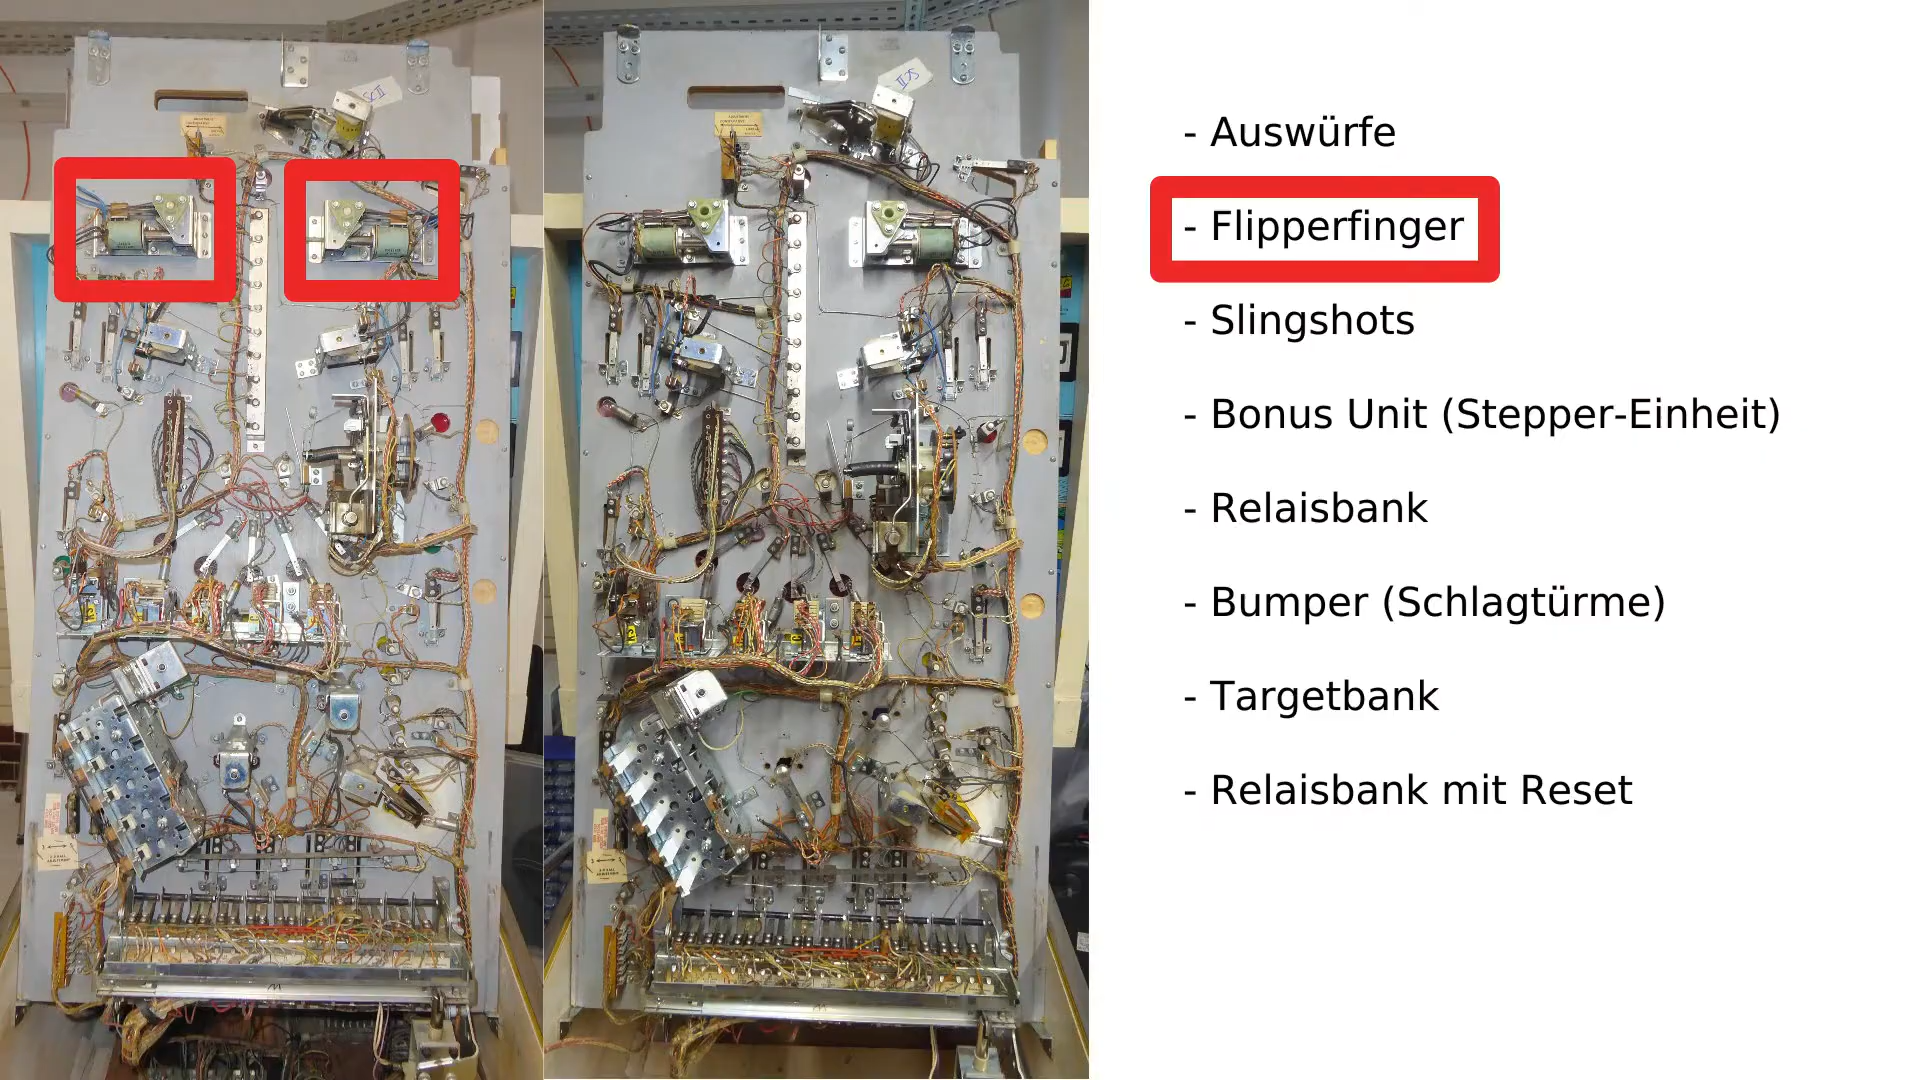 - Auswürfe
- Flipperfinger
- Slingshots
- Bonus Unit (Stepper-Einheit)
- Relaisbank
- Bumper (Schlagtürme)
- Targetbank
- Relaisbank mit Reset